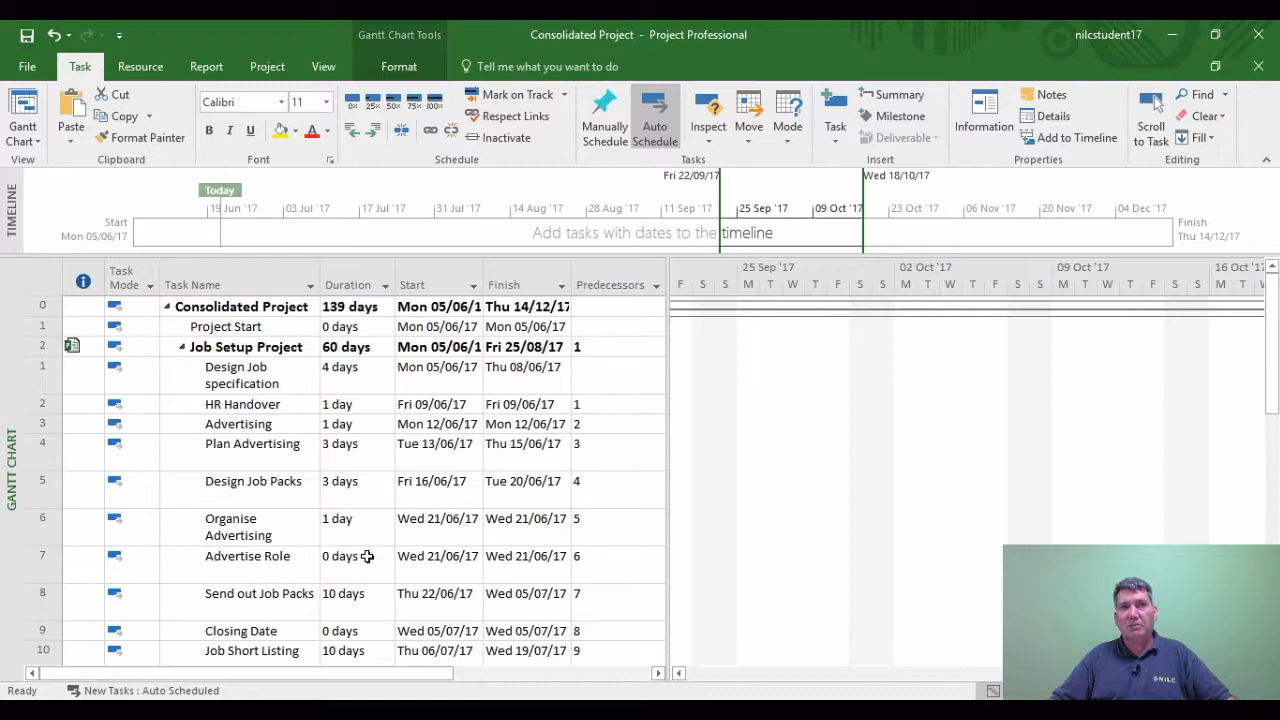 Gantt Chart Tools
Consolidated Project - Project Professional
nilcstudent17
File Task Resource Report Project View Format Tell me what you want to do
Gantt Chart
View
Paste
Cut
Copy
Format Painter
Clipboard
Calibri 11
B I U A
Font
0% 25% 50% 75% 100%
Mark on Track
Respect Links
Inactivate
Schedule
Manually Schedule
Auto Schedule
Inspect
Move
Mode
Tasks
Task
Summary
Milestone
Deliverable
Insert
Information
Notes
Details
Add to Timeline
Properties
Scroll to Task
Find
Clear
Fill
Editing
TIMELINE
Fri 22/09/17 Wed 18/10/17
Today
19 Jun '17 03 Jul '17 17 Jul '17 31 Jul '17 14 Aug '17 28 Aug '17 11 Sep '17 25 Sep '17 09 Oct '17 23 Oct '17 06 Nov '17 20 Nov '17 04 Dec '17
Start
Mon 05/06/17
Add tasks with dates to the timeline
Finish
Thu 14/12/17
GANTT CHART
Task Mode Task Name Duration Start Finish Predecessors
25 Sep '17 02 Oct '17 09 Oct '17 16 Oct '17
F S S M T W T F S S M T W T F S S M T W T F S S M T
0 Consolidated Project 139 days Mon 05/06/1 Thu 14/12/17
1 Project Start 0 days Mon 05/06/17 Mon 05/06/17
2 Job Setup Project 60 days Mon 05/06/1 Fri 25/08/17 1
1 Design Job specification 4 days Mon 05/06/17 Thu 08/06/17
2 HR Handover 1 day Fri 09/06/17 Fri 09/06/17 1
3 Advertising 1 day Mon 12/06/17 Mon 12/06/17 2
4 Plan Advertising 3 days Tue 13/06/17 Thu 15/06/17 3
5 Design Job Packs 3 days Fri 16/06/17 Tue 20/06/17 4
6 Organise Advertising 1 day Wed 21/06/17 Wed 21/06/17 5
7 Advertise Role 0 days Wed 21/06/17 Wed 21/06/17 6
8 Send out Job Packs 10 days Thu 22/06/17 Wed 05/07/17 7
9 Closing Date 0 days Wed 05/07/17 Wed 05/07/17 8
10 Job Short Listing 10 days Thu 06/07/17 Wed 19/07/17 9
NILC
Ready New Tasks : Auto Scheduled